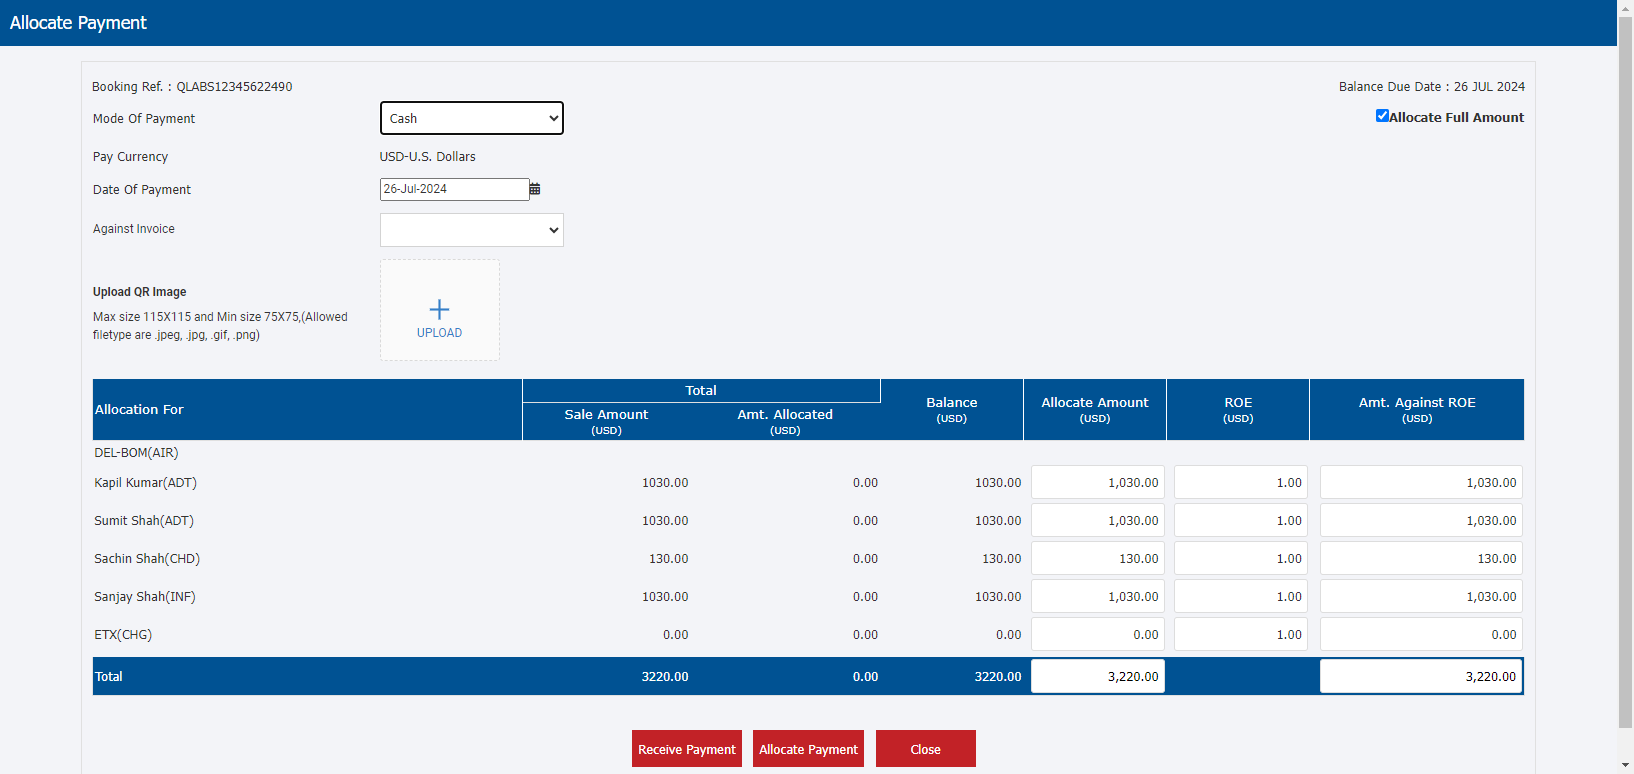 Allocate Payment
Booking Ref. : QLABS12345622490
Balance Due Date : 26 JUL 2024
Mode Of Payment
Cash
Allocate Full Amount
Pay Currency
USD-U.S. Dollars
Date Of Payment
26-Jul-2024
Against Invoice
Upload QR Image
Max size 115X115 and Min size 75X75,(Allowed
filetype are .jpeg, .jpg, .gif, .png)
UPLOAD
Allocation For
Total
Sale Amount
(USD)
Amt. Allocated
(USD)
Balance
(USD)
Allocate Amount
(USD)
ROE
(USD)
Amt. Against ROE
(USD)
DEL-BOM(AIR)
Kapil Kumar(ADT) 1030.00 0.00 1030.00 1,030.00 1.00 1,030.00
Sumit Shah(ADT) 1030.00 0.00 1030.00 1,030.00 1.00 1,030.00
Sachin Shah(CHD) 130.00 0.00 130.00 130.00 1.00 130.00
Sanjay Shah(INF) 1030.00 0.00 1030.00 1,030.00 1.00 1,030.00
ETX(CHG) 0.00 0.00 0.00 0.00 1.00 0.00
Total 3220.00 0.00 3220.00 3,220.00 3,220.00
Receive Payment
Allocate Payment
Close